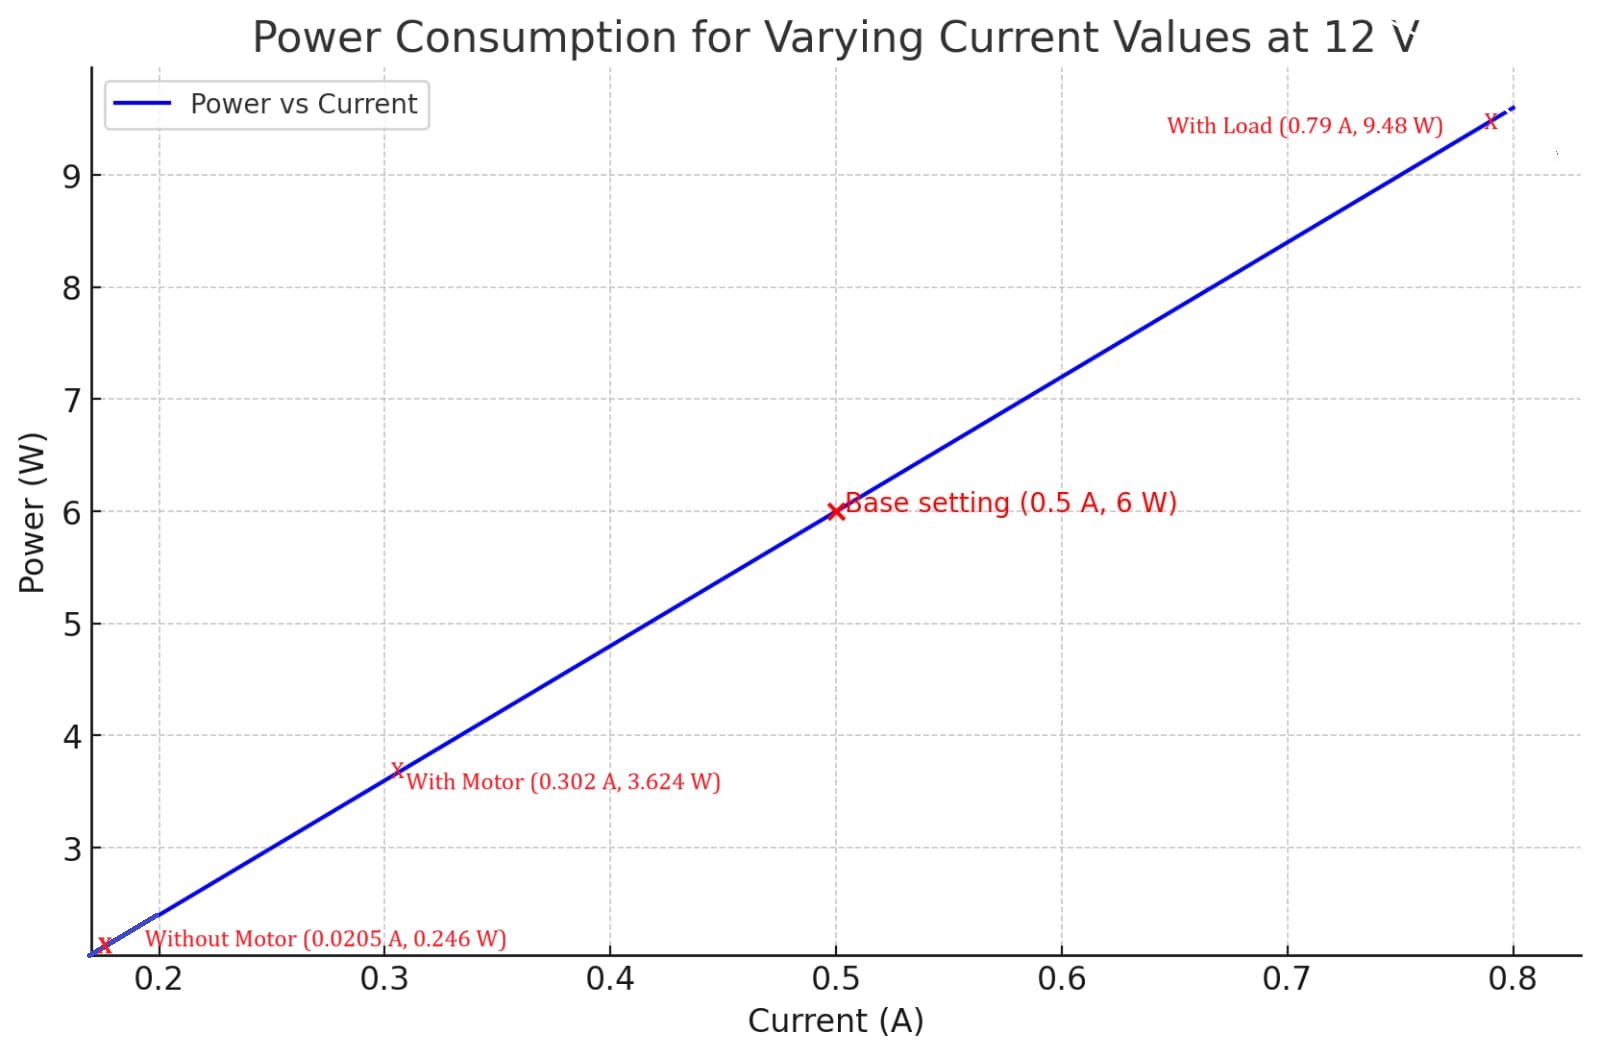 Power Consumption for Varying Current Values at 12 V
Power vs Current
With Load (0.79 A, 9.48 W)
9
8
7
Base setting (0.5 A, 6 W)
6
5
4
With Motor (0.302 A, 3.624 W)
3
Without Motor (0.0205 A, 0.246 W)
Power (W)
0.2 0.3 0.4 0.5 0.6 0.7 0.8
Current (A)